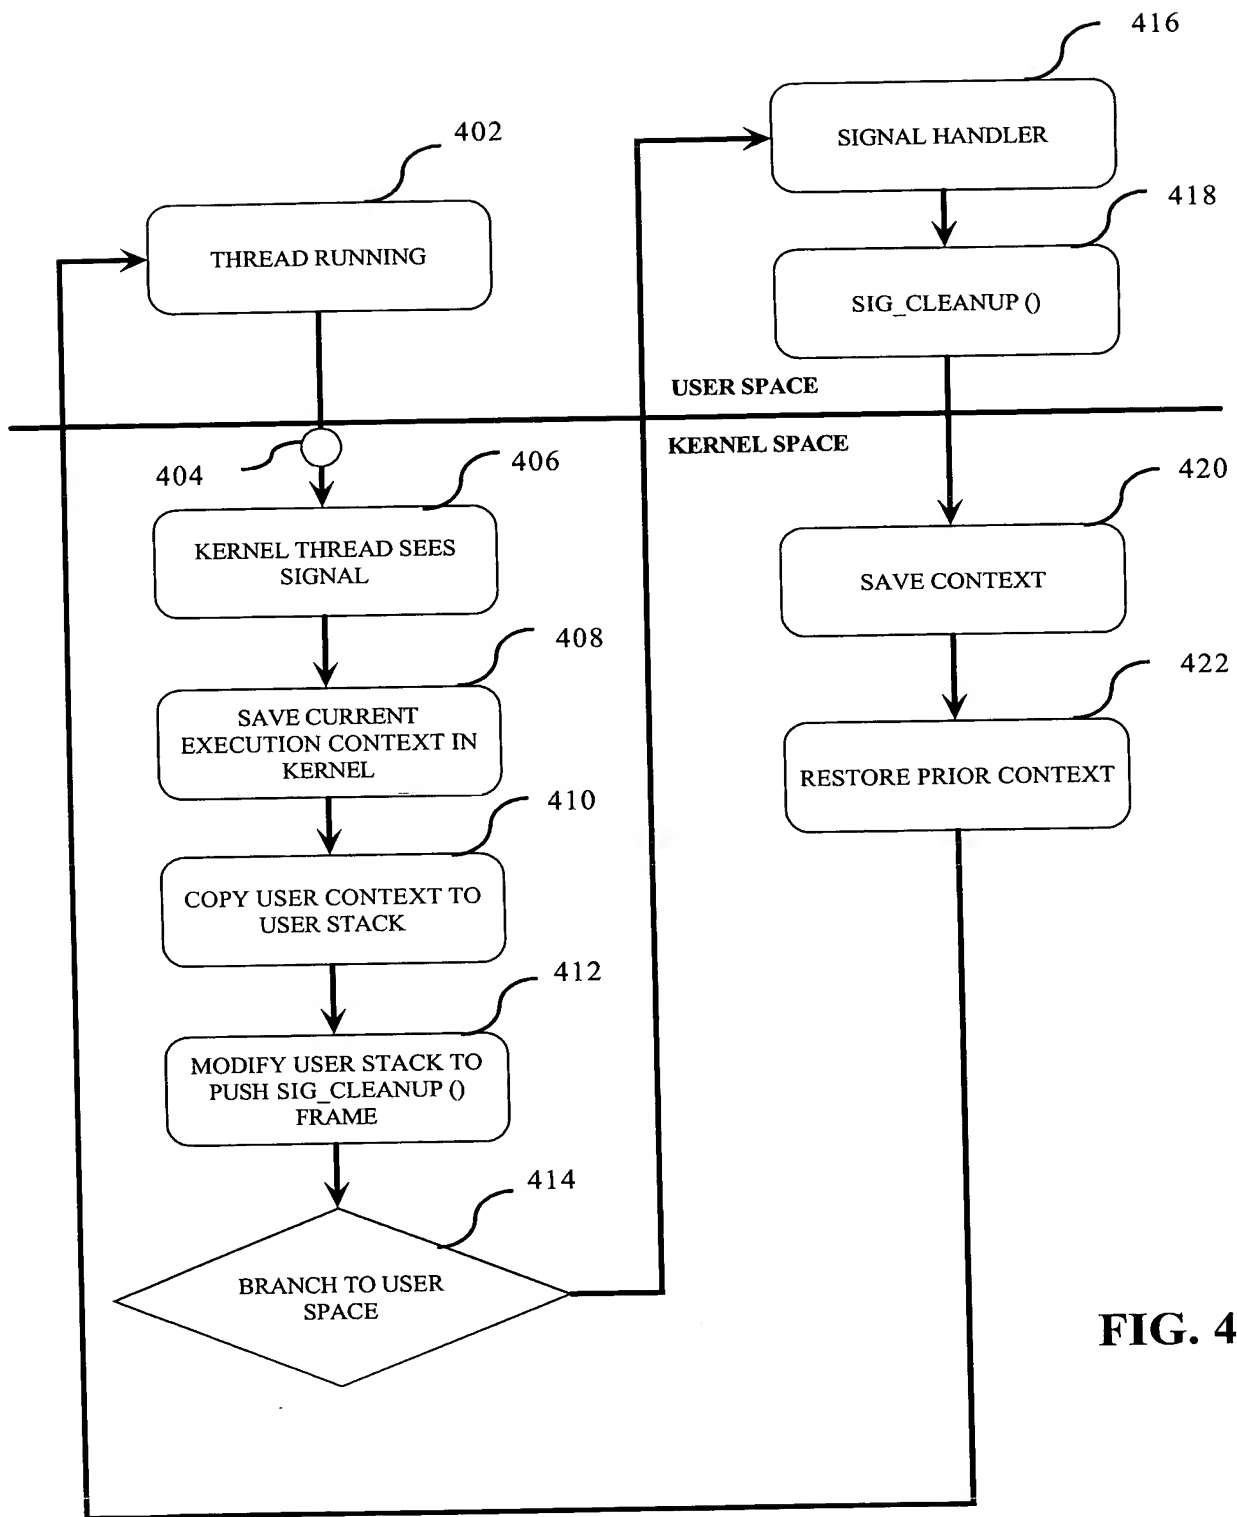 416
SIGNAL HANDLER
402
418
THREAD RUNNING
SIG_CLEANUP ()
USER SPACE
KERNEL SPACE
404
406
KERNEL THREAD SEES
SIGNAL
420
SAVE CONTEXT
408
SAVE CURRENT
EXECUTION CONTEXT IN
KERNEL
422
RESTORE PRIOR CONTEXT
410
COPY USER CONTEXT TO
USER STACK
412
MODIFY USER STACK TO
PUSH SIG_CLEANUP ()
FRAME
414
BRANCH TO USER
SPACE
FIG. 4